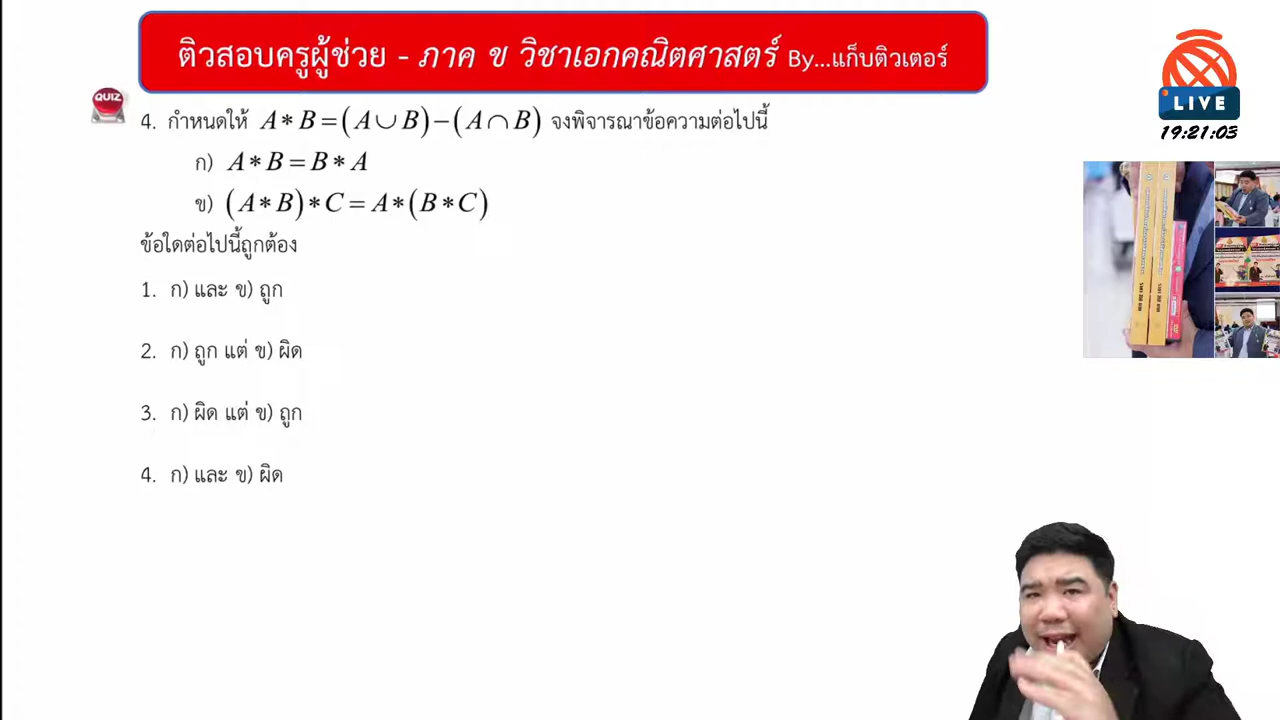 ติวสอบครูผู้ช่วย - ภาค ข วิชาเอกคณิตศาสตร์ By...แก็บติวเตอร์
LIVE
19:21:03
QUIZ
4. กำหนดให้ A * B = (A ∪ B) − (A ∩ B) จงพิจารณาข้อความต่อไปนี้
ก) A * B = B * A
ข) (A * B) * C = A * (B * C)
ข้อใดต่อไปนี้ถูกต้อง
1. ก) และ ข) ถูก
2. ก) ถูก แต่ ข) ผิด
3. ก) ผิด แต่ ข) ถูก
4. ก) และ ข) ผิด